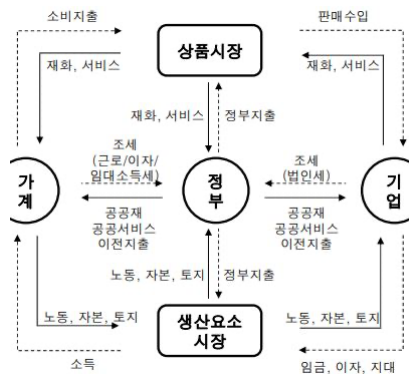 소비지출
판매수입
상품시장
재화, 서비스
재화, 서비스
재화, 서비스
정부지출
조세
(근로/이자/
임대소득세)
조세
(법인세)
가
계
정
부
기
업
공공재
공공서비스
이전지출
공공재
공공서비스
이전지출
노동, 자본, 토지
정부지출
노동, 자본, 토지
생산요소
시장
노동, 자본, 토지
소득
임금, 이자, 지대